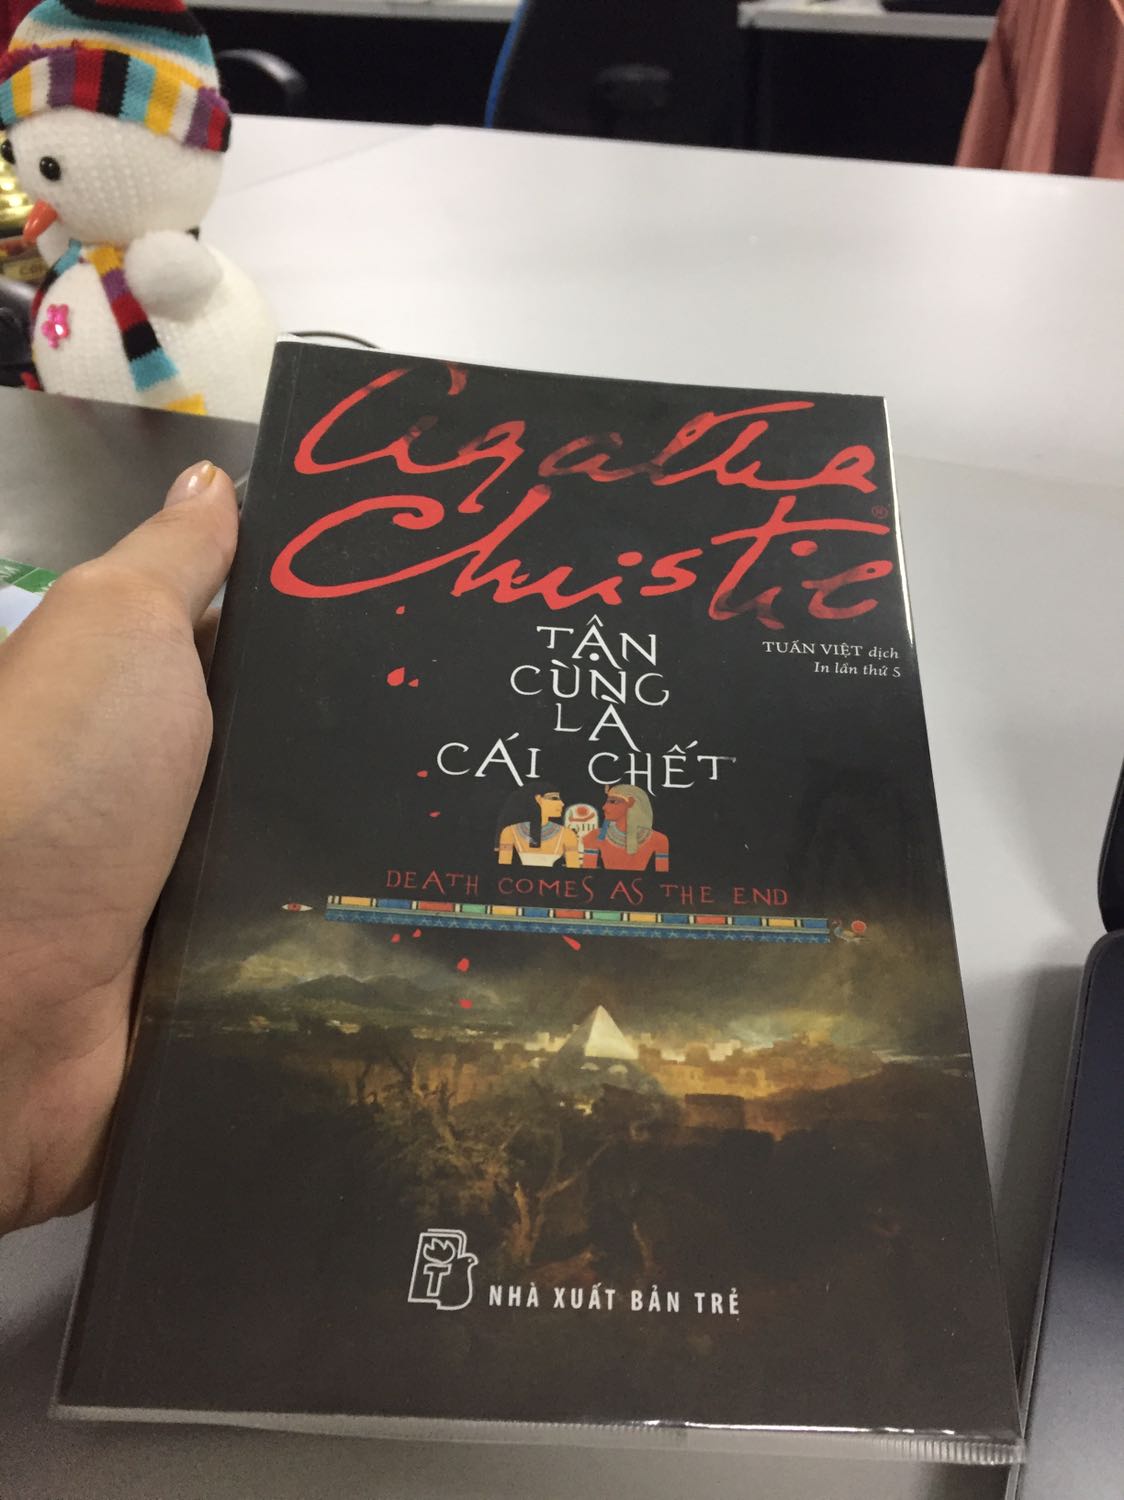 Agatha
Christie
®
TUẤN VIỆT dịch
In lần thứ 5
TẬN
CÙNG
LÀ
CÁI CHẾT
DEATH COMES AS THE END
T
NHÀ XUẤT BẢN TRẺ